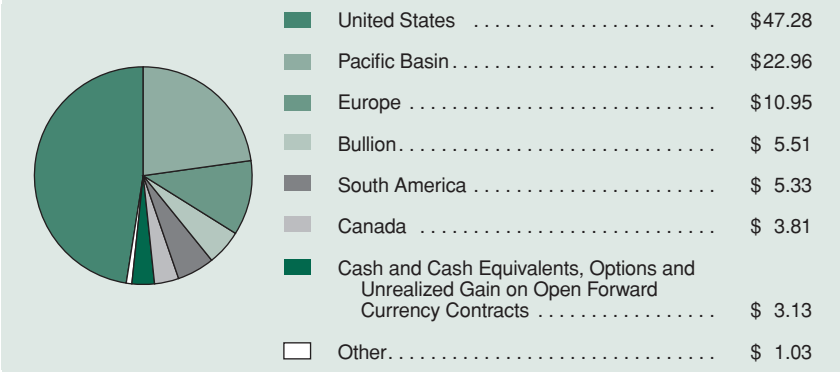 United States . . . . . . . . . . . . . . . . . . . . . . . $47.28
Pacific Basin . . . . . . . . . . . . . . . . . . . . . . . . . $22.96
Europe . . . . . . . . . . . . . . . . . . . . . . . . . . . . . $10.95
Bullion . . . . . . . . . . . . . . . . . . . . . . . . . . . . . . $ 5.51
South America . . . . . . . . . . . . . . . . . . . . . . . $ 5.33
Canada . . . . . . . . . . . . . . . . . . . . . . . . . . . . $ 3.81
Cash and Cash Equivalents, Options and
Unrealized Gain on Open Forward
Currency Contracts . . . . . . . . . . . . . . . . . $ 3.13
Other . . . . . . . . . . . . . . . . . . . . . . . . . . . . . . . $ 1.03